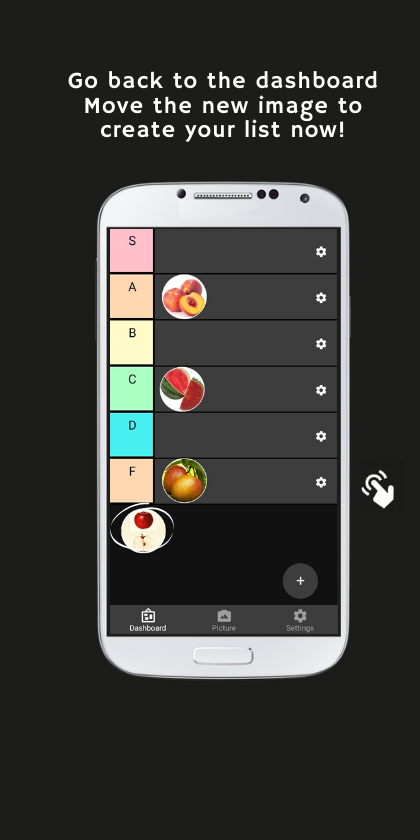 Go back to the dashboard
Move the new image to
create your list now!
S
A
B
C
D
F
+
Dashboard Picture Settings